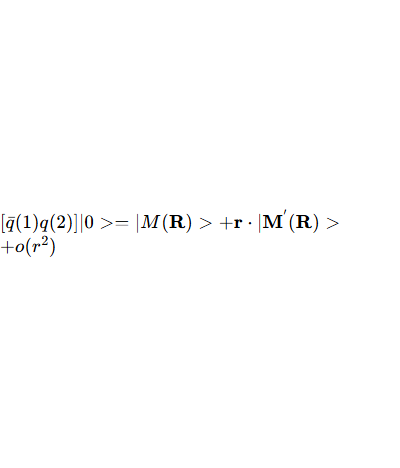 [q̄(1)q(2)]|0 >= |M(𝐑) > +𝐫 · |𝐌′(𝐑) >
+o(r²)